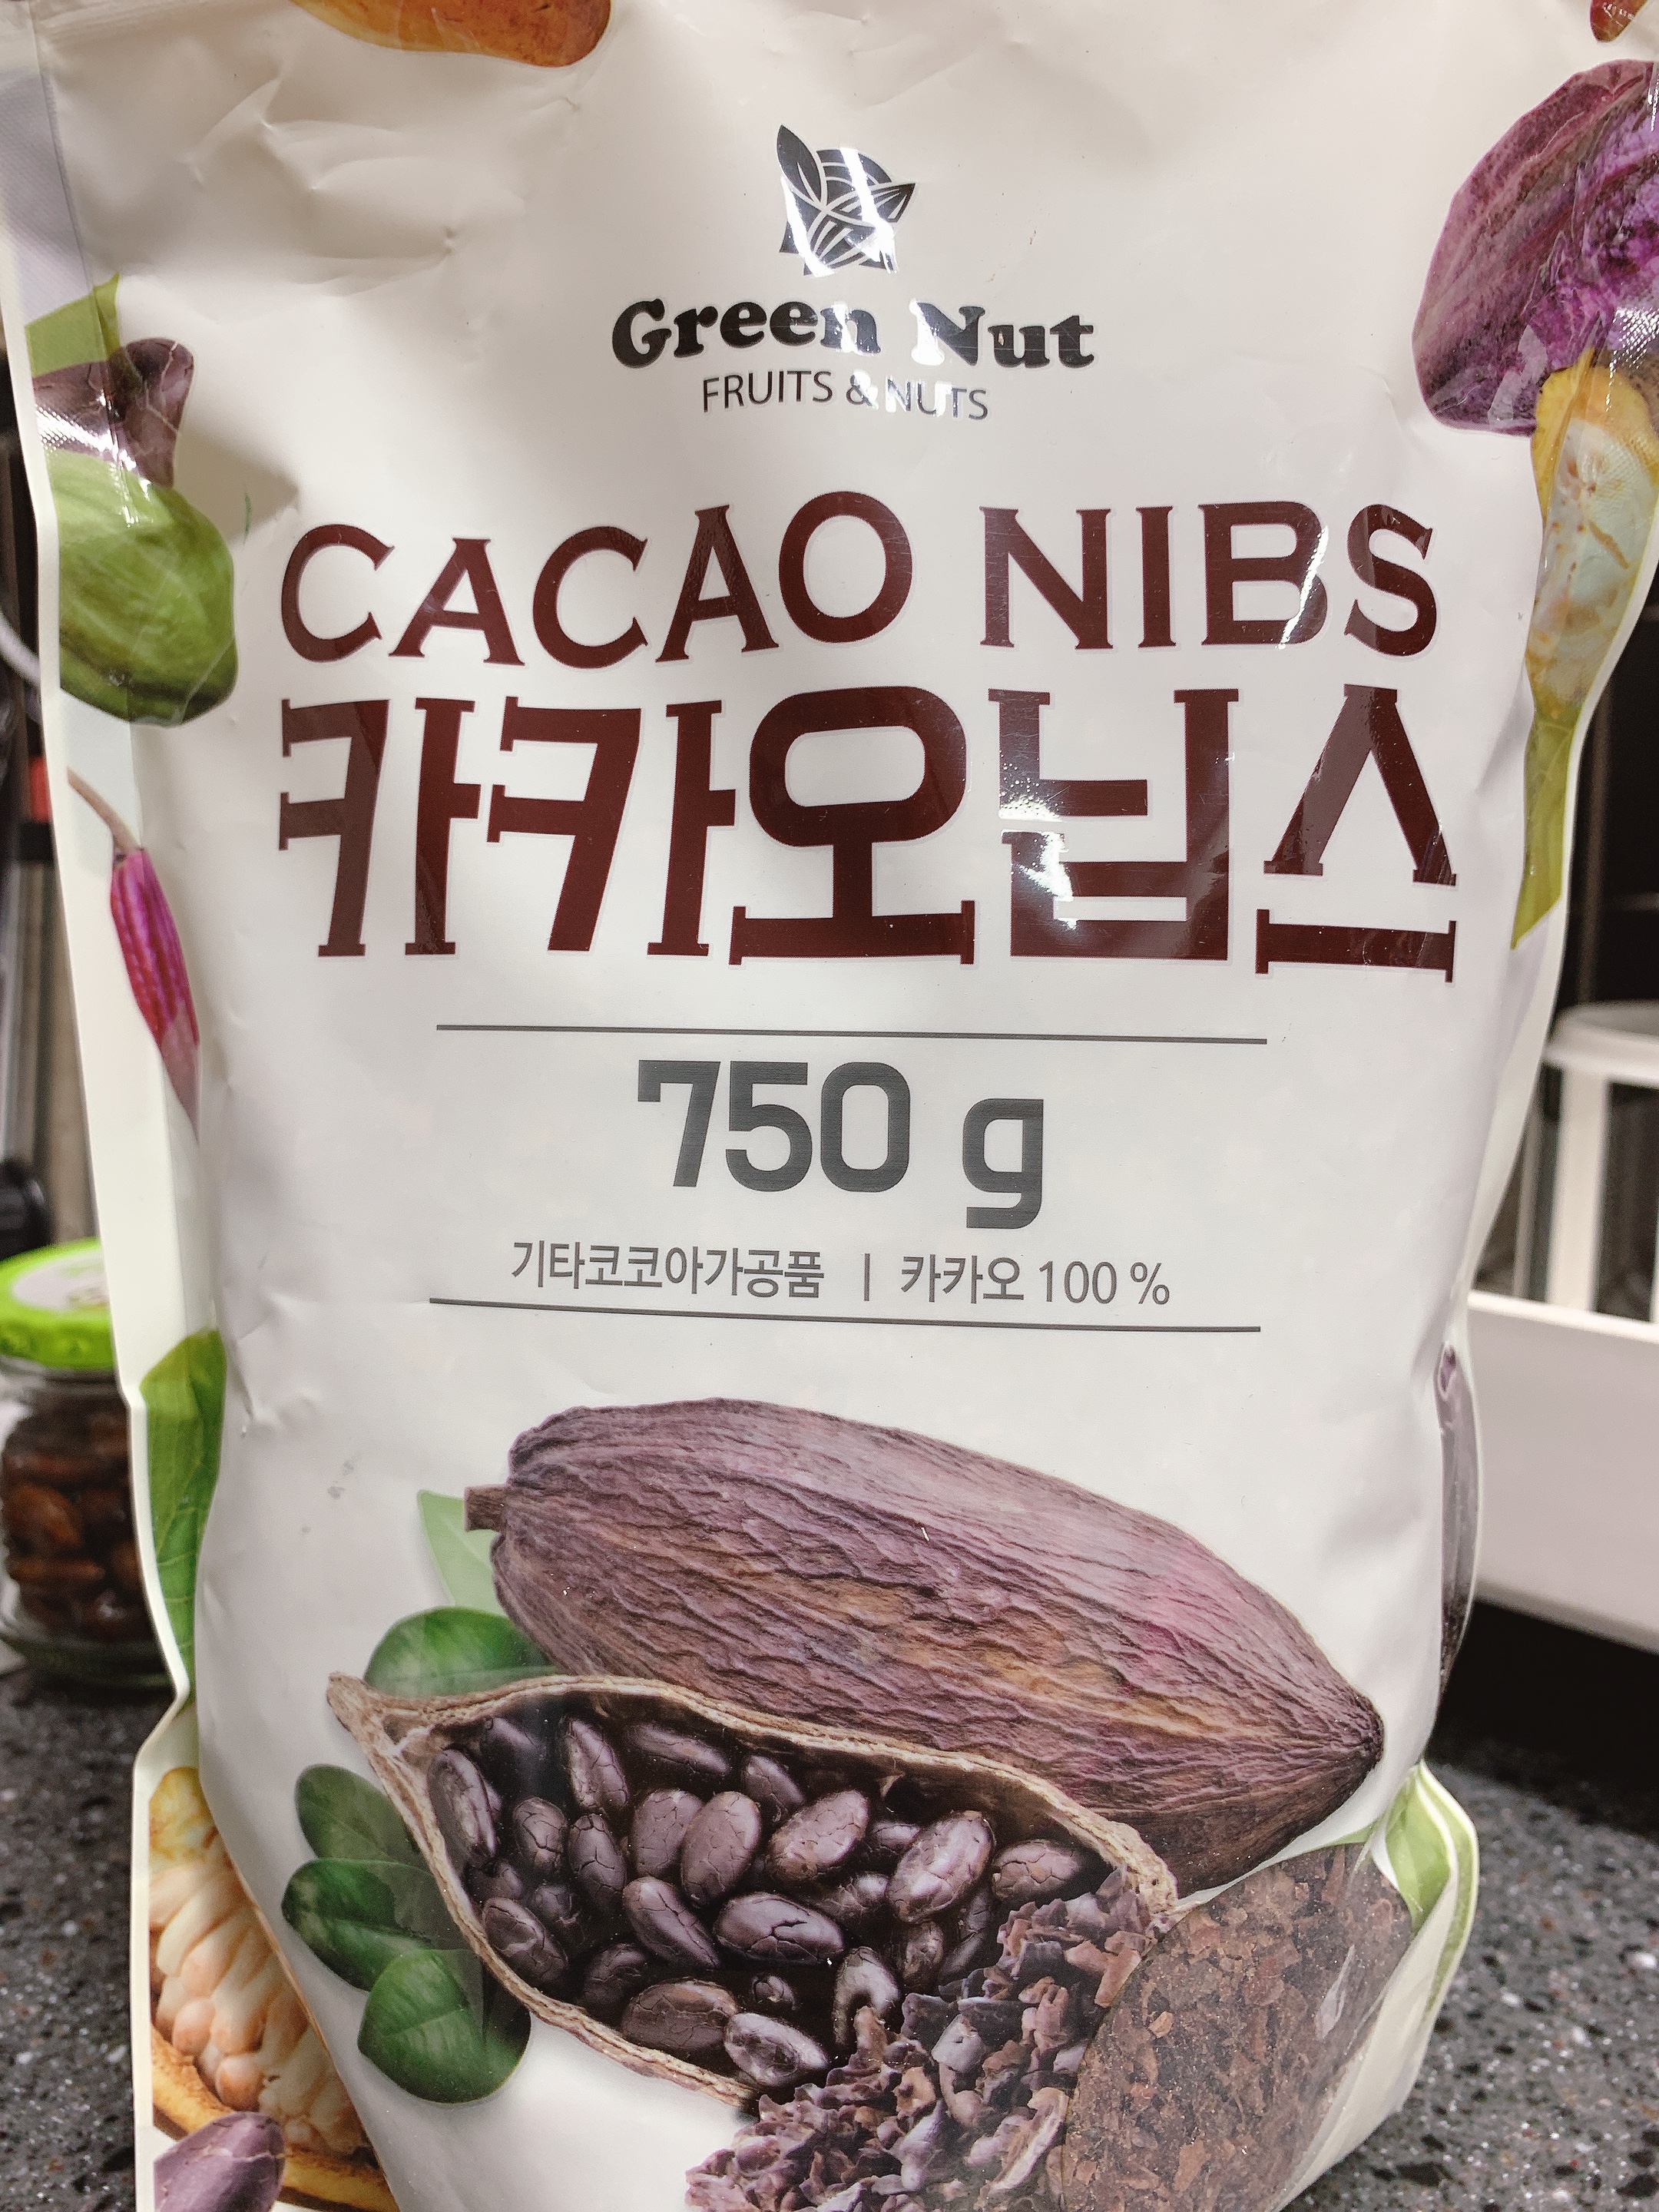 Green Nut
FRUITS & NUTS
CACAO NIBS
카카오닙스
750 g
기타코코아가공품 | 카카오 100 %